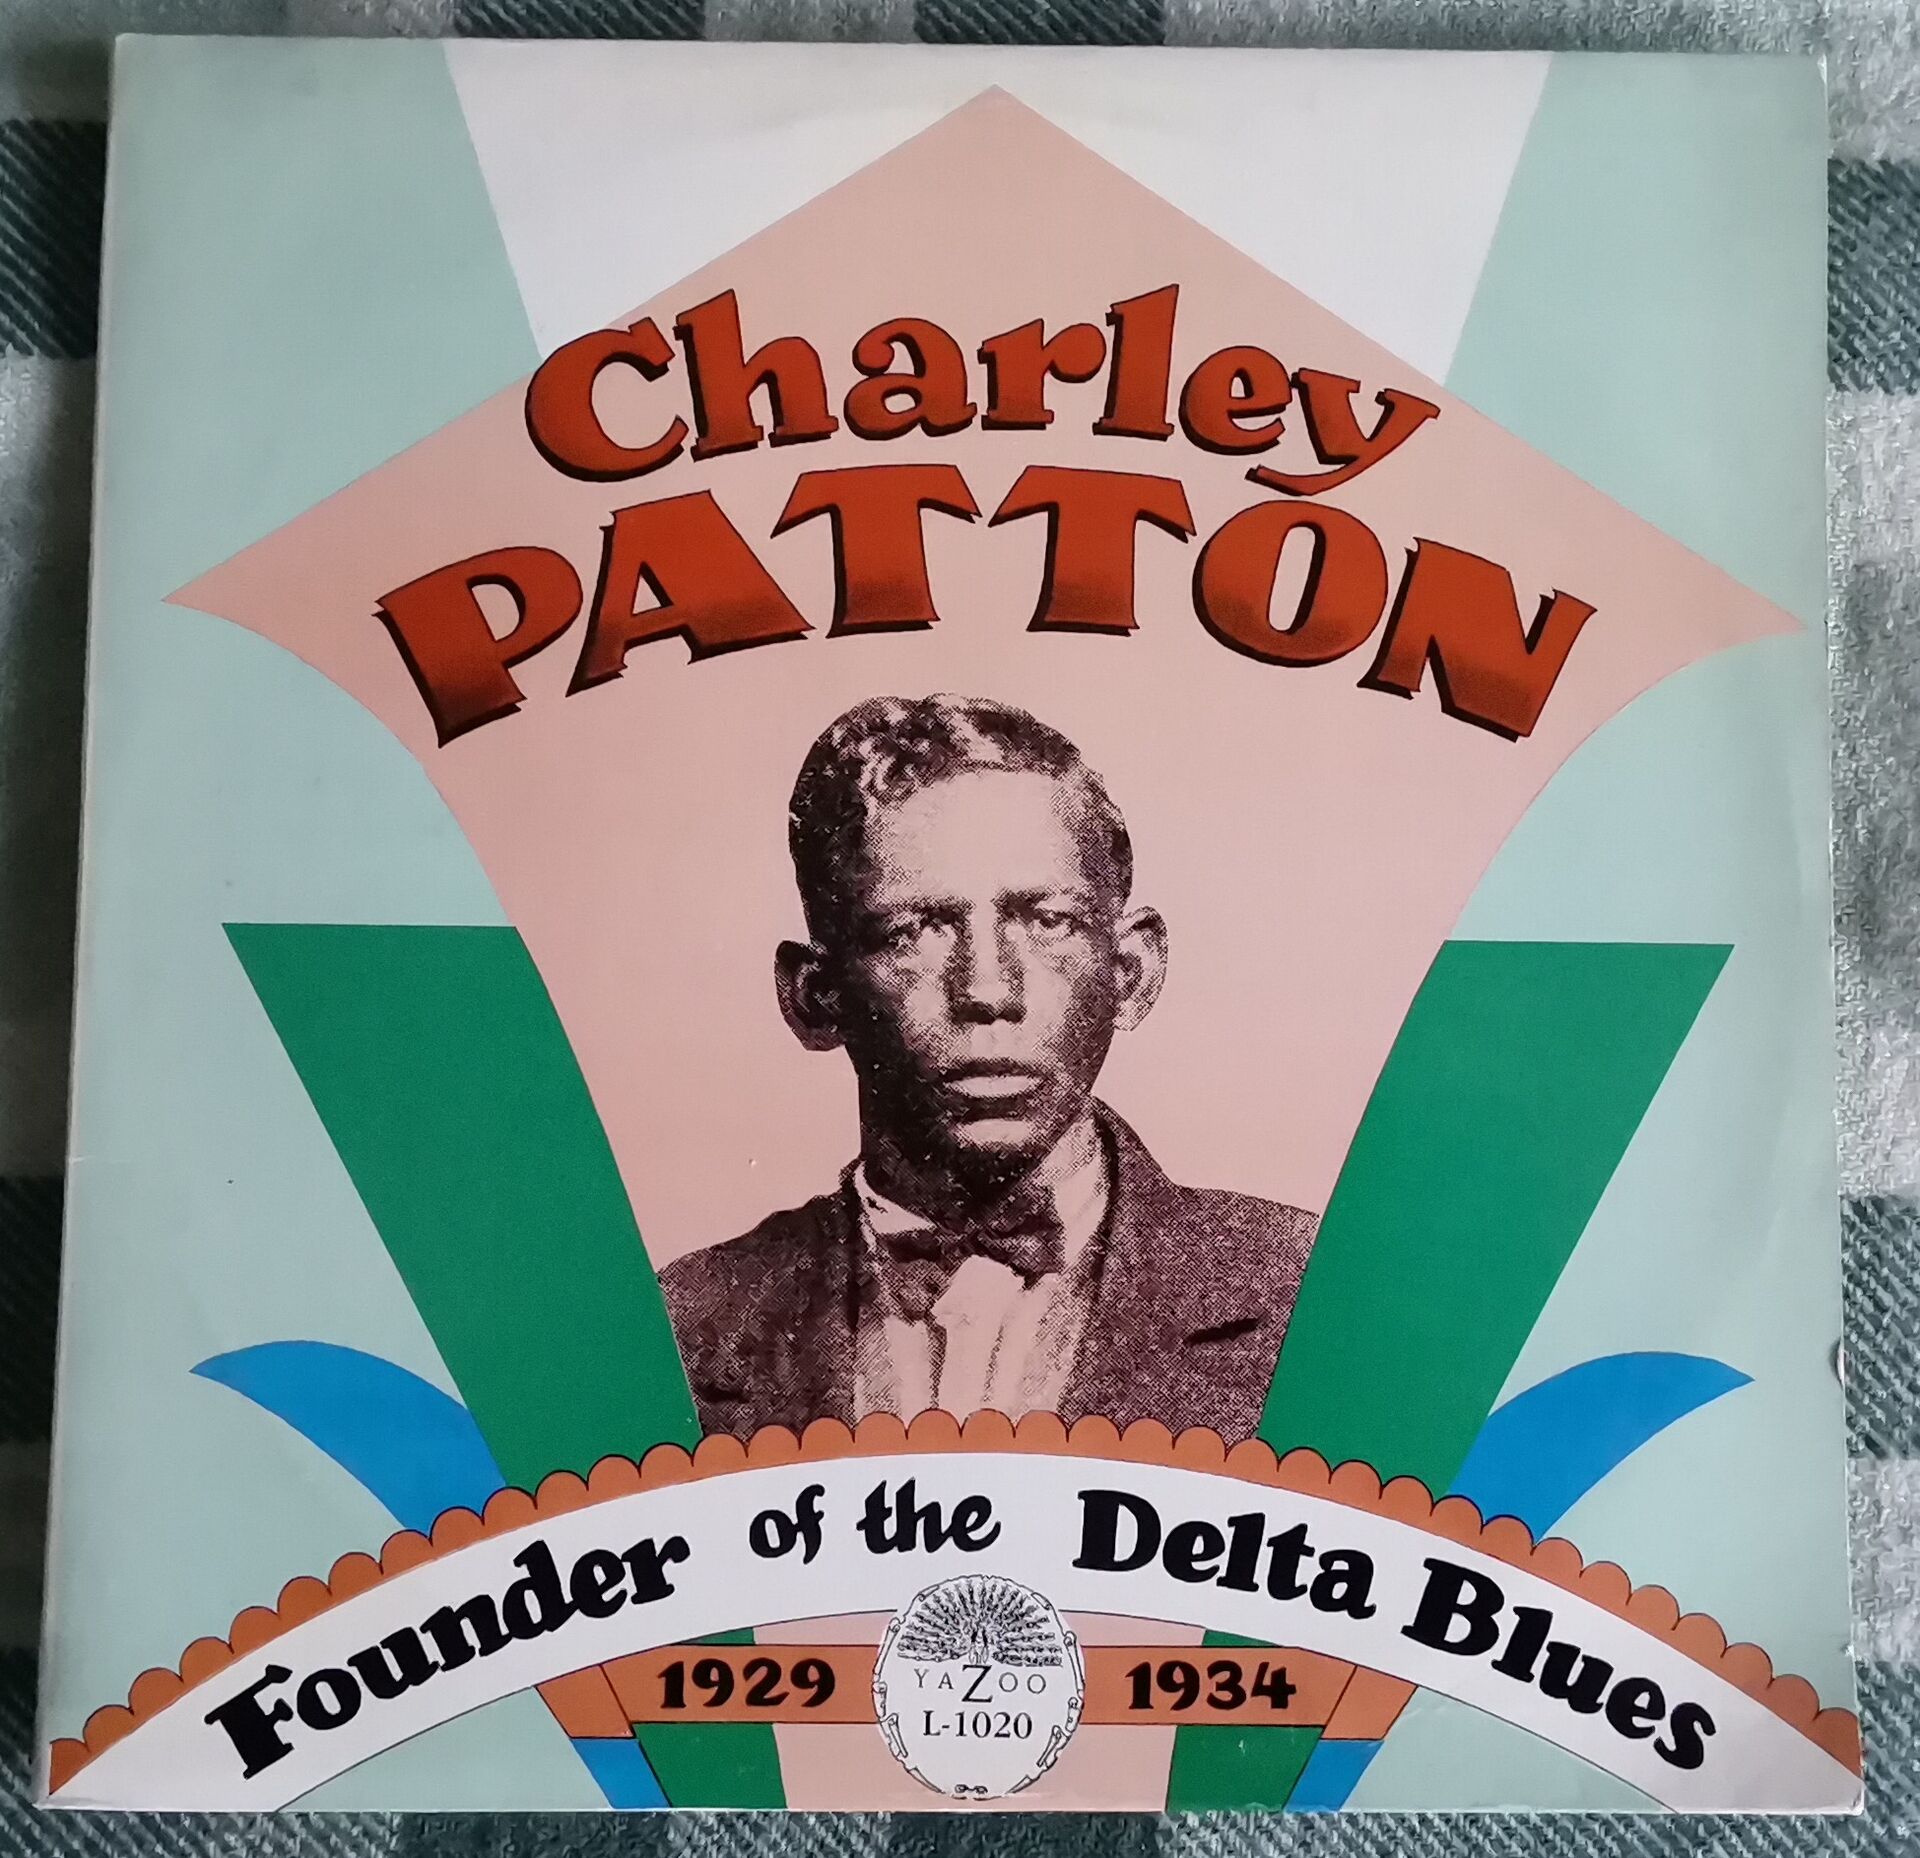 Charley
PATTON
Founder of the Delta Blues
1929 1934
YAZOO
L-1020